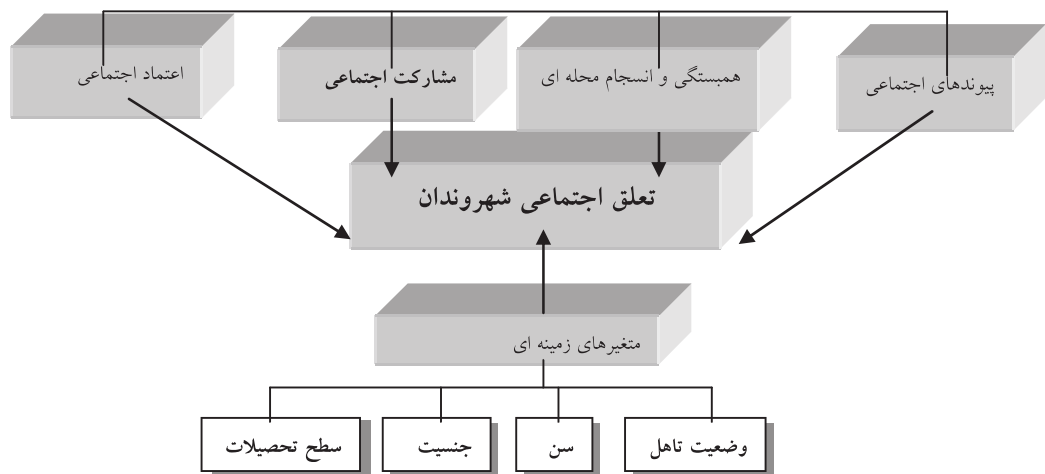 پیوندهای اجتماعی
همبستگی و انسجام محله ای
مشارکت اجتماعی
اعتماد اجتماعی
تعلق اجتماعی شهروندان
متغیرهای زمینه ای
وضعیت تاهل
سن
جنسیت
سطح تحصیلات